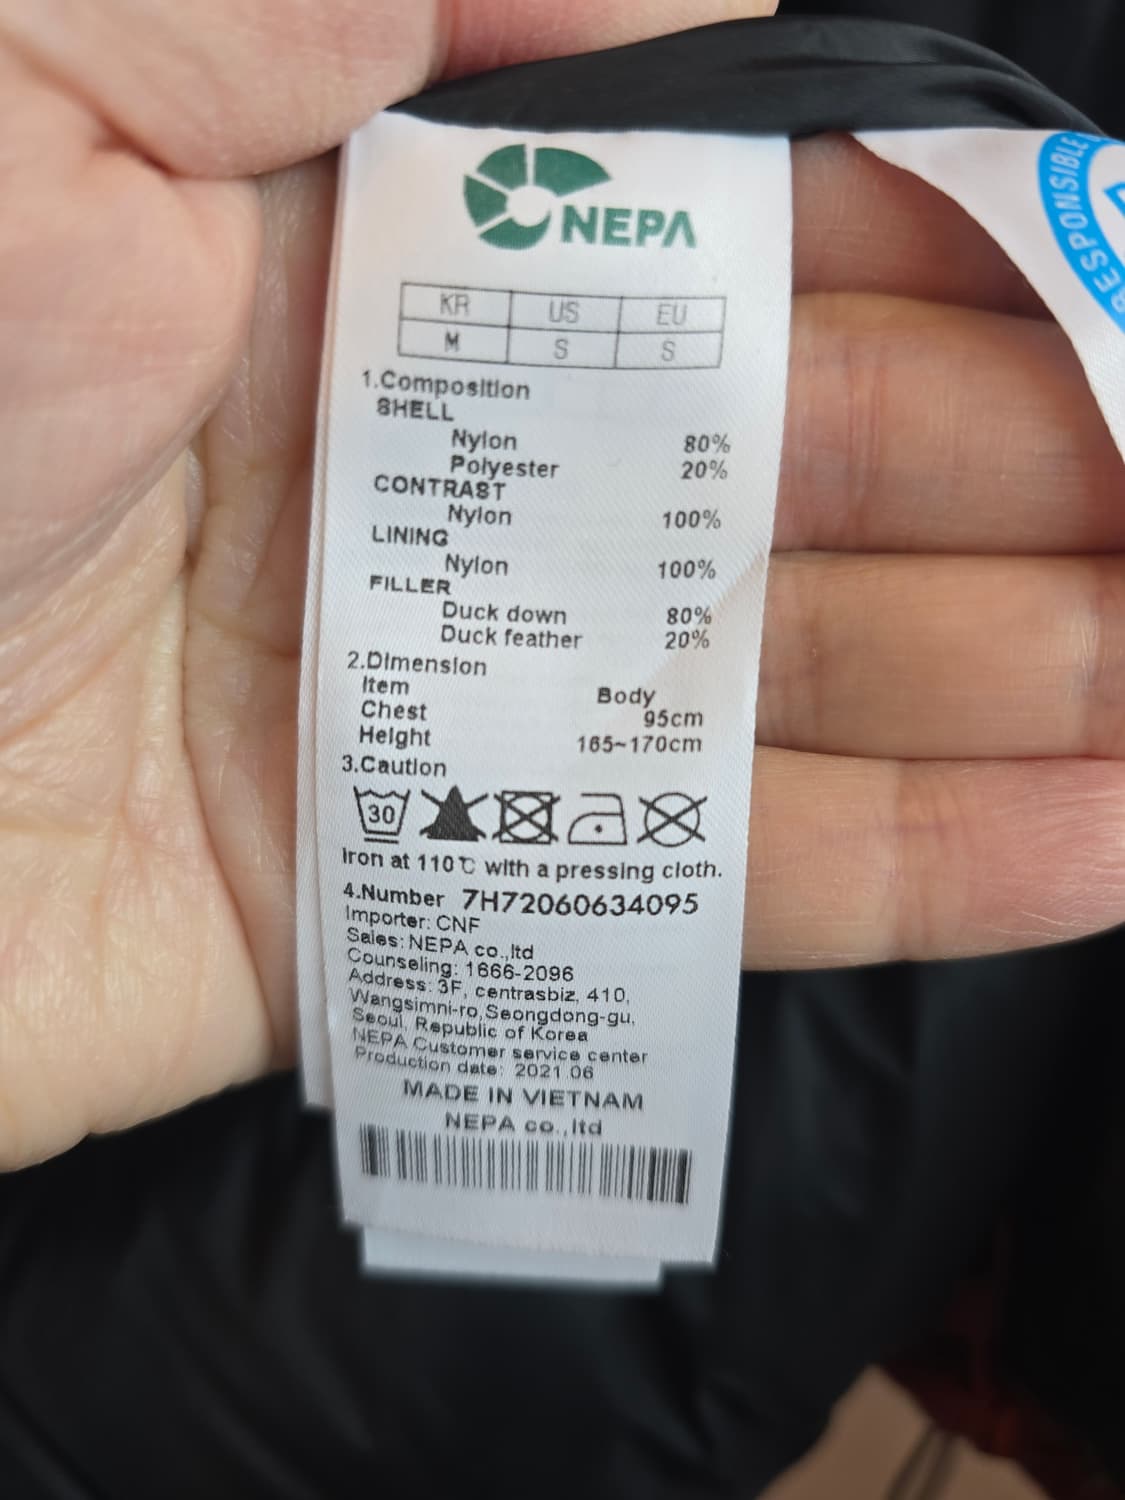 NEPA
KR US EU
M S S
1.Composition
SHELL
Nylon 80%
Polyester 20%
CONTRAST
Nylon 100%
LINING
Nylon 100%
FILLER
Duck down 80%
Duck feather 20%
2.Dimension
Item Body
Chest 95cm
Height 165~170cm
3.Caution
30
Iron at 110℃ with a pressing cloth.
4.Number 7H72060634095
Importer: CNF
Sales: NEPA co.,ltd
Counseling: 1666-2096
Address: 3F, centrasbiz, 410,
Wangsimni-ro,Seongdong-gu,
Seoul, Republic of Korea
NEPA Customer service center
Production date: 2021.06
MADE IN VIETNAM
NEPA co.,ltd
RESPONSIBLE